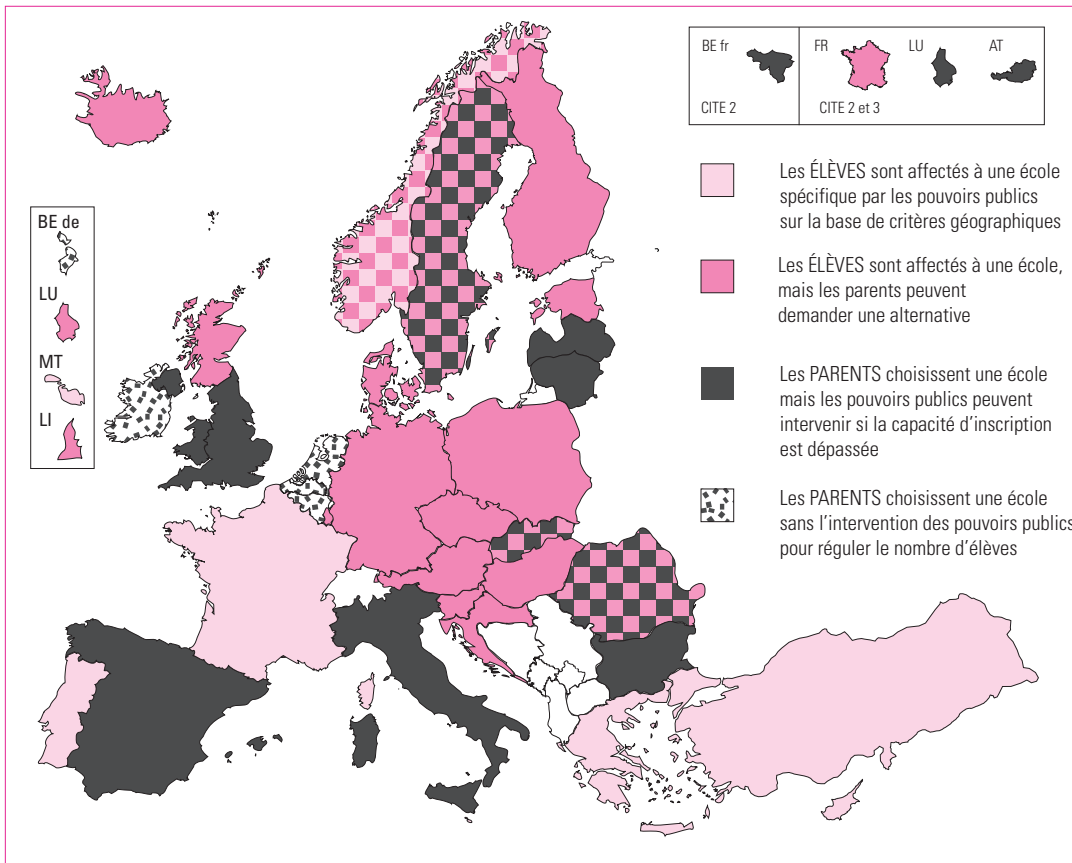 BE fr
FR
LU
AT
CITE 2
CITE 2 et 3
Les ÉLÈVES sont affectés à une école
spécifique par les pouvoirs publics
sur la base de critères géographiques
Les ÉLÈVES sont affectés à une école,
mais les parents peuvent
demander une alternative
Les PARENTS choisissent une école
mais les pouvoirs publics peuvent
intervenir si la capacité d'inscription
est dépassée
Les PARENTS choisissent une école
sans l'intervention des pouvoirs publics
pour réguler le nombre d'élèves
BE de
LU
MT
LI